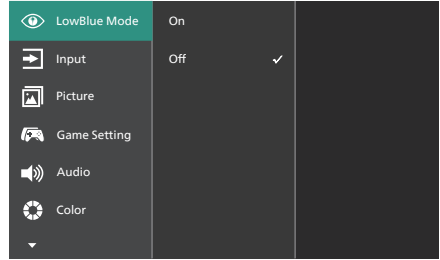 LowBlue Mode
On
Input
Off
Picture
Game Setting
Audio
Color